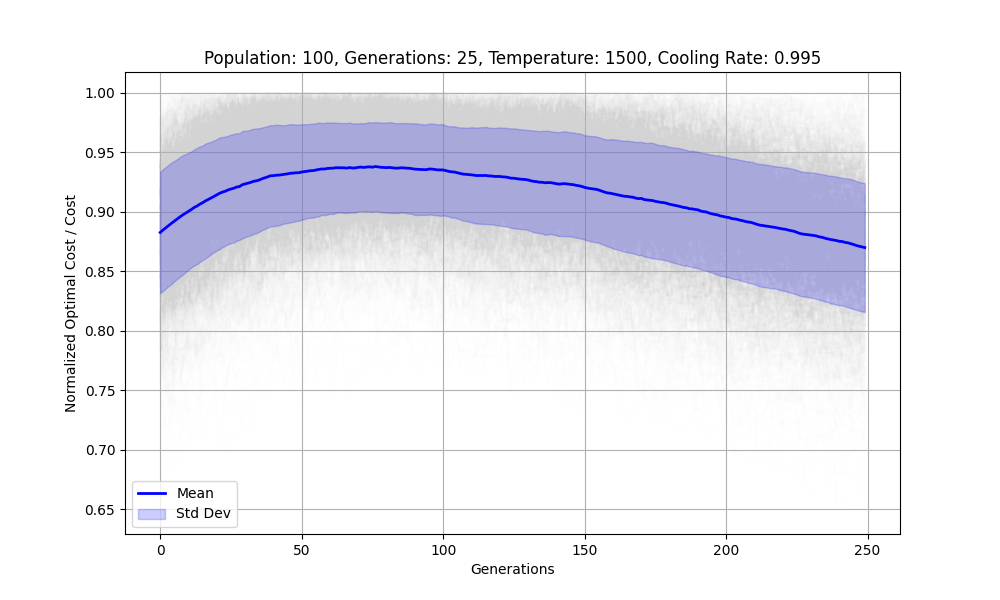 Population: 100, Generations: 25, Temperature: 1500, Cooling Rate: 0.995
Normalized Optimal Cost / Cost
1.00
0.95
0.90
0.85
0.80
0.75
0.70
0.65
Mean
Std Dev
0 50 100 150 200 250
Generations